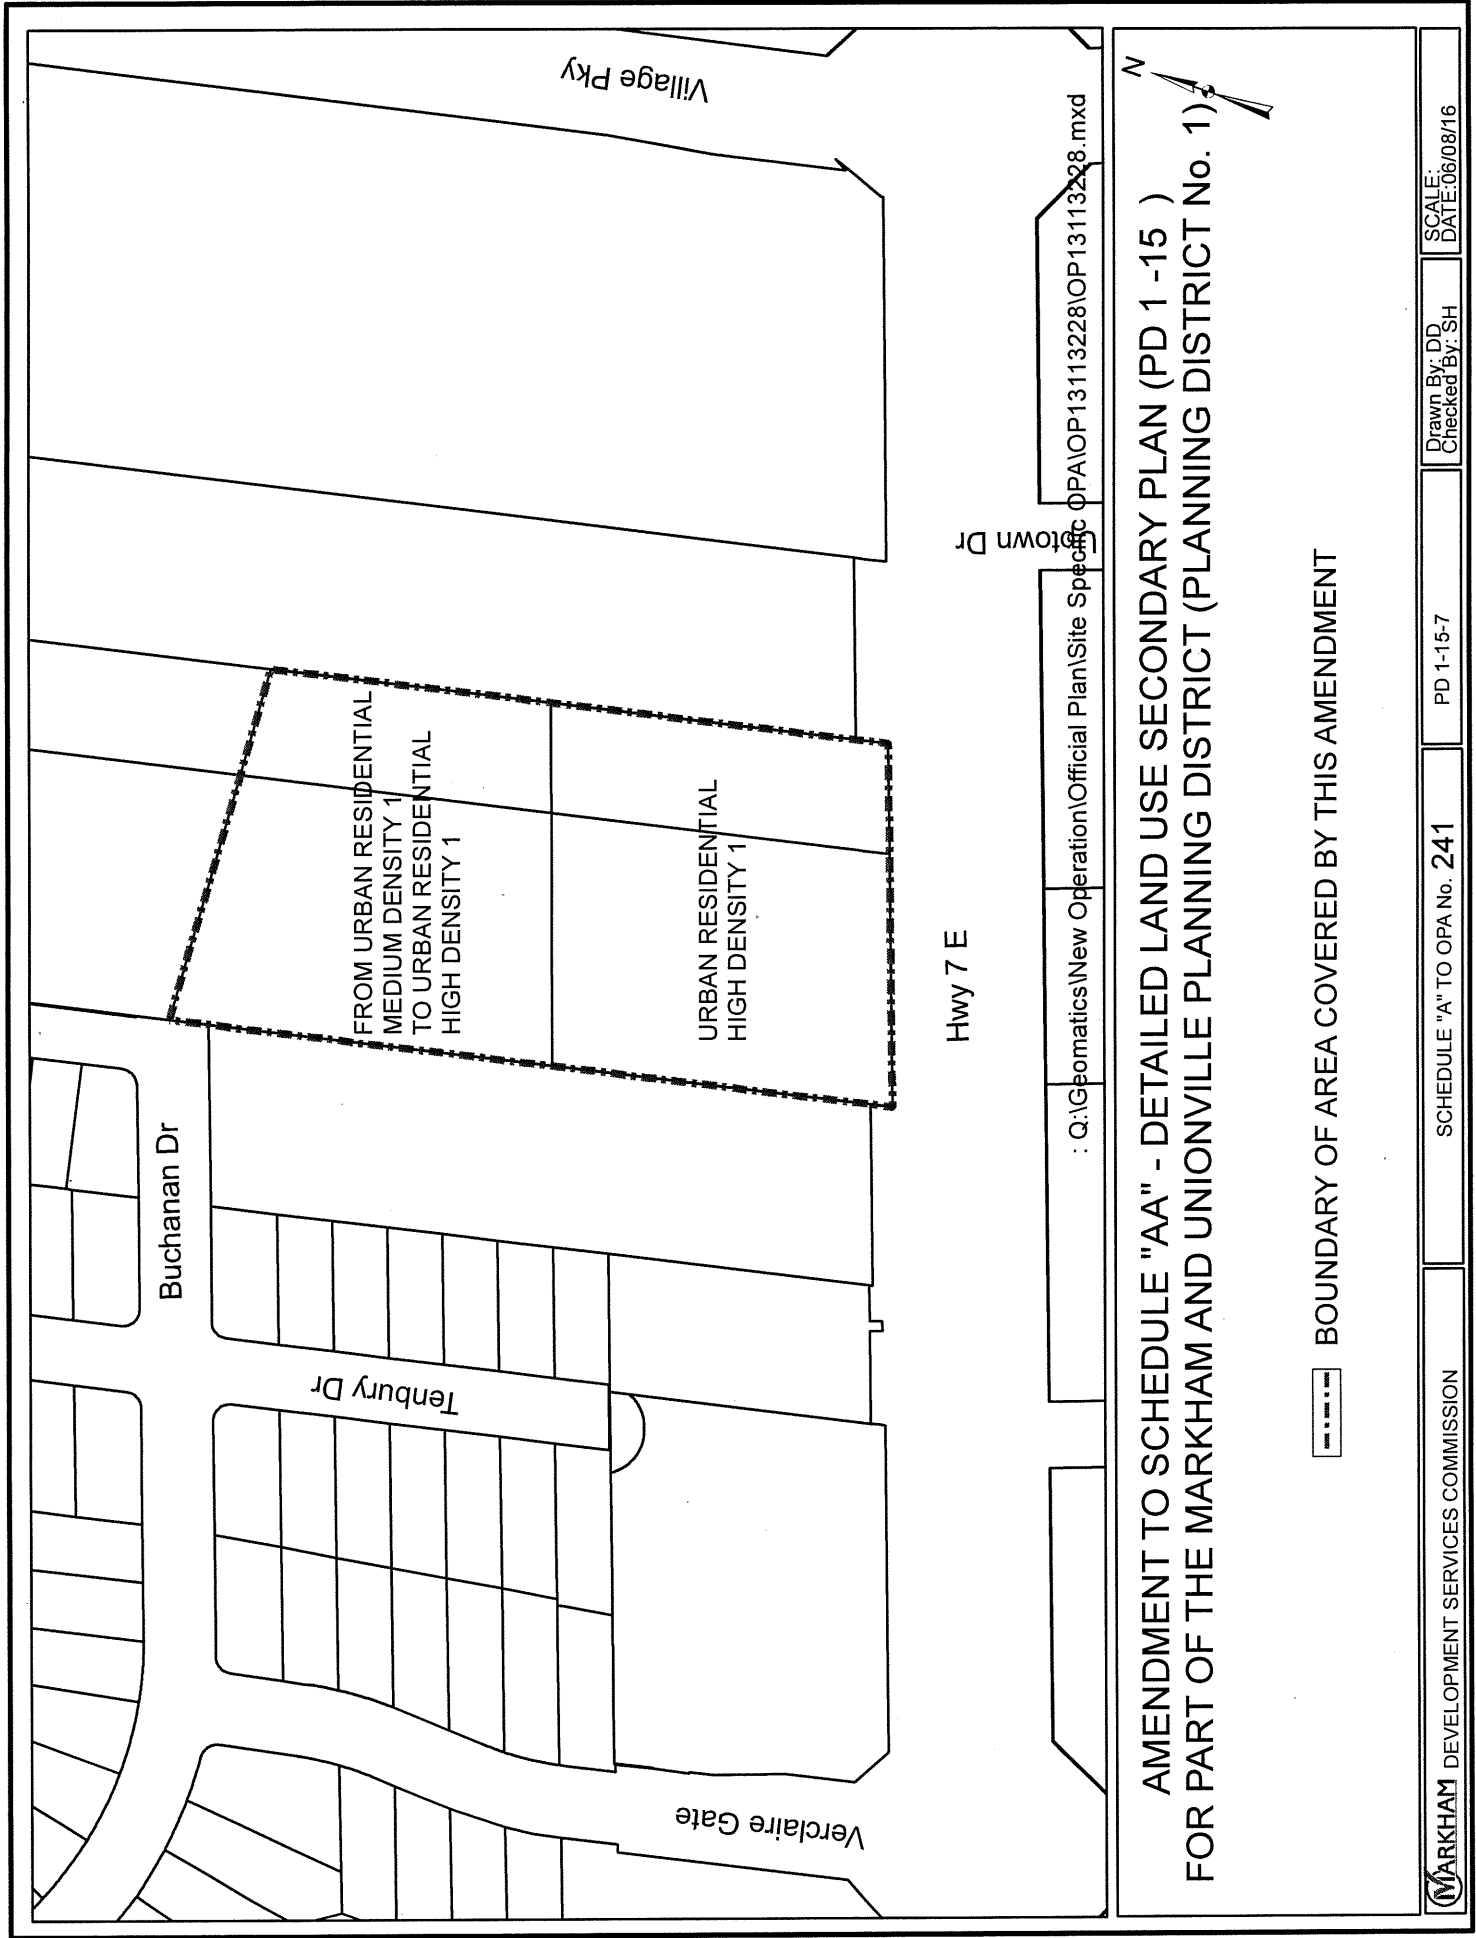 Village Pky
Buchanan Dr
Tenbury Dr
Verclaire Gate
FROM URBAN RESIDENTIAL
MEDIUM DENSITY 1
TO URBAN RESIDENTIAL
HIGH DENSITY 1
URBAN RESIDENTIAL
HIGH DENSITY 1
Hwy 7 E
Uptown Dr
: Q:\Geomatics\New Operation\Official Plan\Site Specific OPA\OP13113228\OP13113228.mxd
AMENDMENT TO SCHEDULE "AA" - DETAILED LAND USE SECONDARY PLAN (PD 1 -15 )
FOR PART OF THE MARKHAM AND UNIONVILLE PLANNING DISTRICT (PLANNING DISTRICT No. 1)
N
BOUNDARY OF AREA COVERED BY THIS AMENDMENT
MARKHAM DEVELOPMENT SERVICES COMMISSION
SCHEDULE "A" TO OPA No. 241
PD 1-15-7
Drawn By: DD
Checked By: SH
SCALE:
DATE:06/08/16